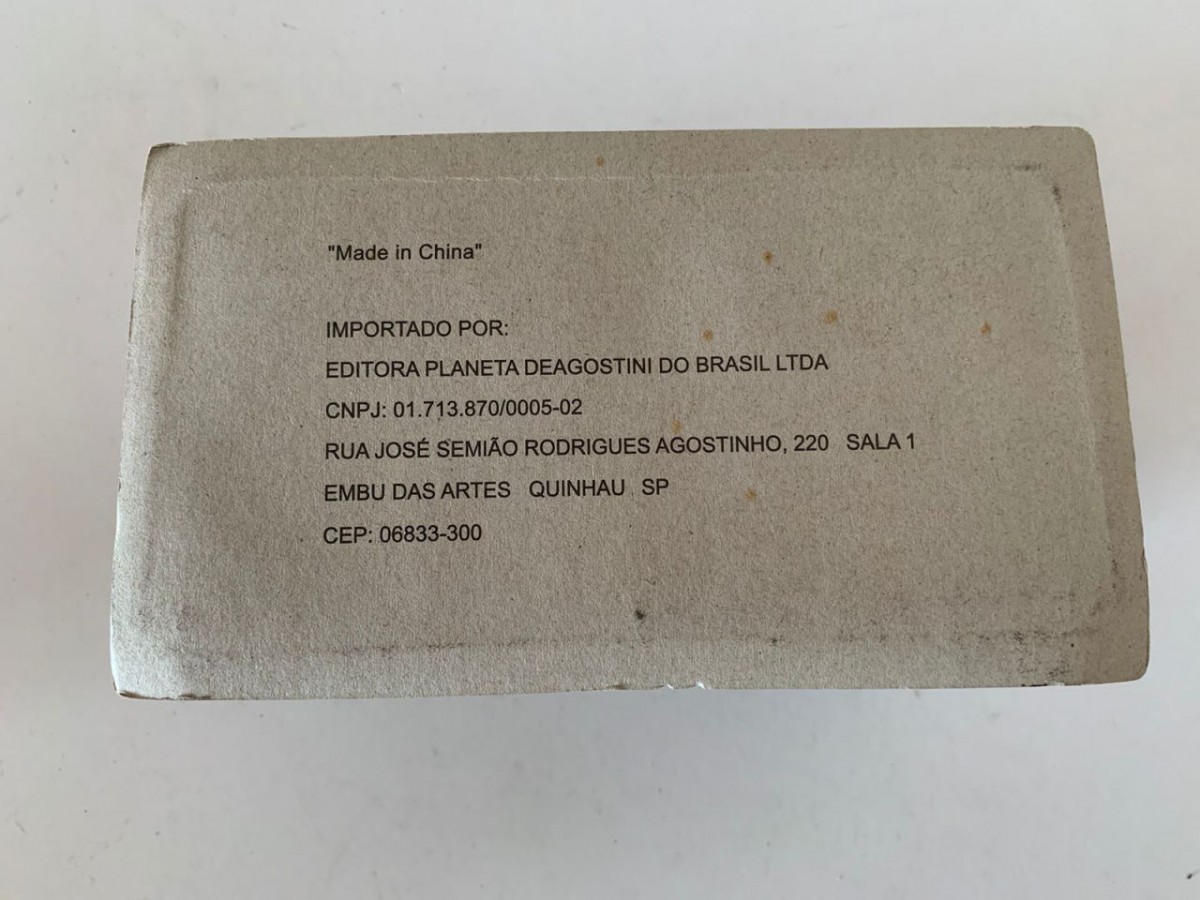 "Made in China"
IMPORTADO POR:
EDITORA PLANETA DEAGOSTINI DO BRASIL LTDA
CNPJ: 01.713.870/0005-02
RUA JOSÉ SEMIÃO RODRIGUES AGOSTINHO, 220 SALA 1
EMBU DAS ARTES QUINHAU SP
CEP: 06833-300